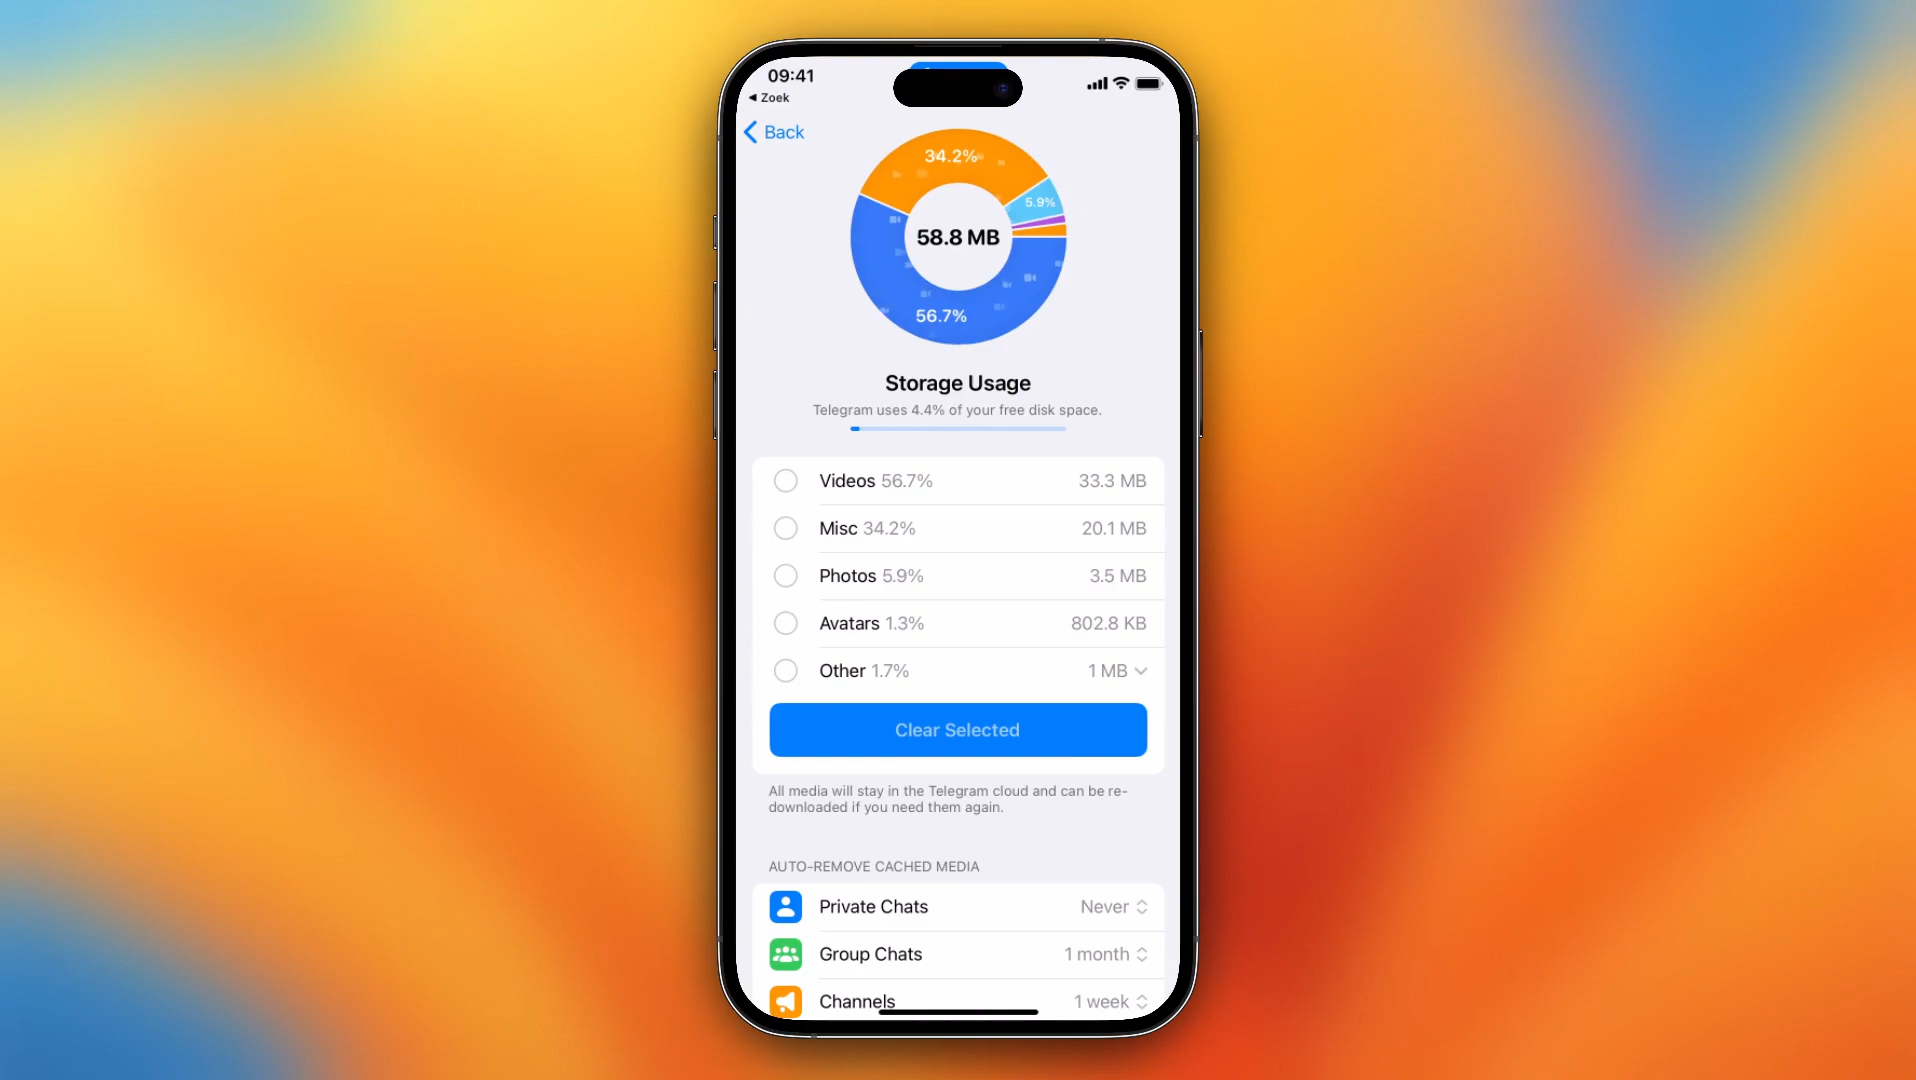 09:41
◀ Zoek
Back
34.2%
5.9%
58.8 MB
56.7%
Storage Usage
Telegram uses 4.4% of your free disk space.
Videos 56.7% 33.3 MB
Misc 34.2% 20.1 MB
Photos 5.9% 3.5 MB
Avatars 1.3% 802.8 KB
Other 1.7% 1 MB
Clear Selected
All media will stay in the Telegram cloud and can be re-
downloaded if you need them again.
AUTO-REMOVE CACHED MEDIA
Private Chats Never
Group Chats 1 month
Channels 1 week